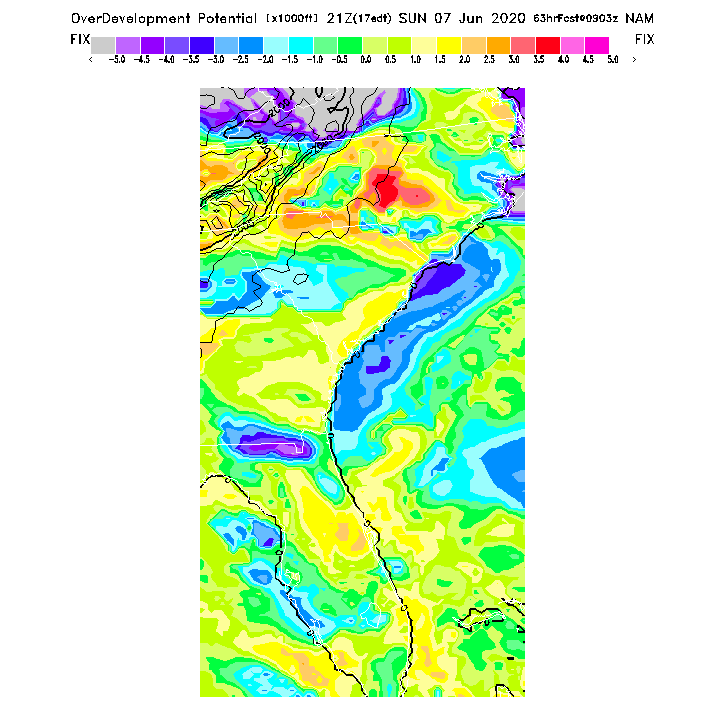 OverDevelopment Potential [x1000ft] 21Z(17edt) SUN 07 Jun 2020 63hrFcst@0903z NAM
FIX FIX
< -5.0 -4.5 -4.0 -3.5 -3.0 -2.5 -2.0 -1.5 -1.0 -0.5 0.0 0.5 1.0 1.5 2.0 2.5 3.0 3.5 4.0 4.5 5.0 >